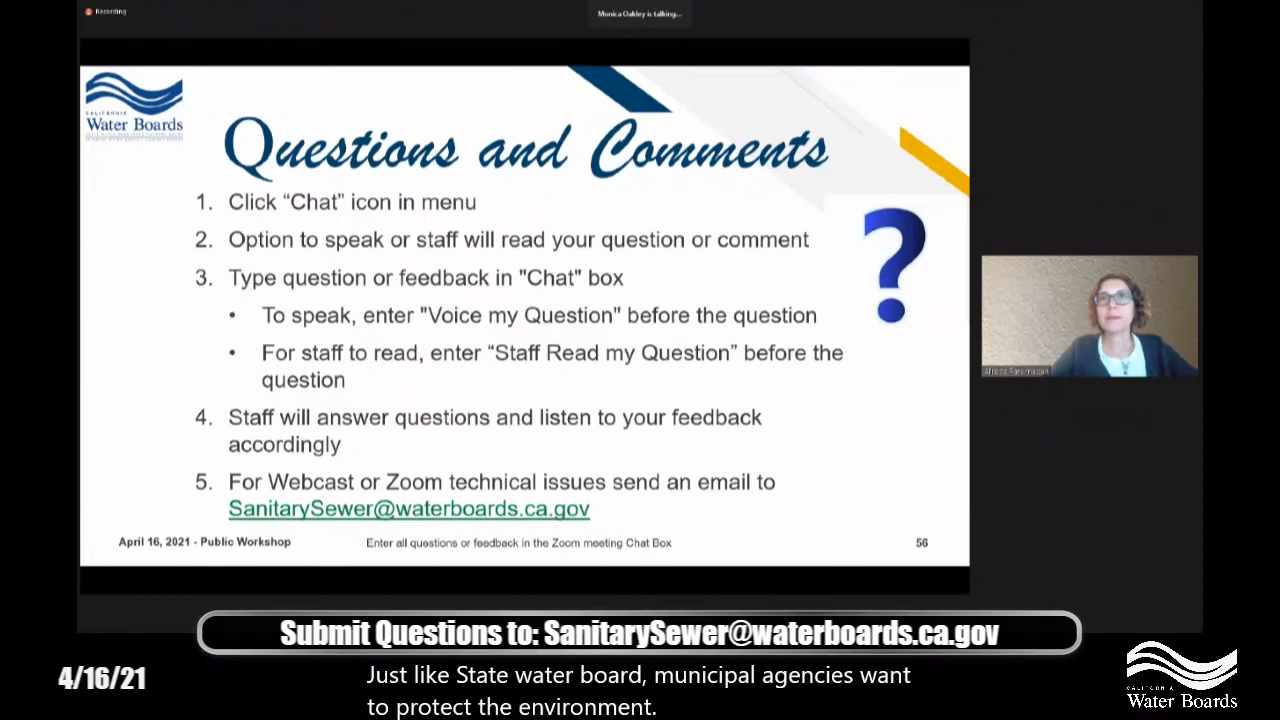 Recording
Monica Oakley is talking...
CALIFORNIA
Water Boards
Questions and Comments
1. Click “Chat” icon in menu
2. Option to speak or staff will read your question or comment
3. Type question or feedback in "Chat" box
• To speak, enter "Voice my Question" before the question
• For staff to read, enter “Staff Read my Question” before the
question
4. Staff will answer questions and listen to your feedback
accordingly
5. For Webcast or Zoom technical issues send an email to
SanitarySewer@waterboards.ca.gov
April 16, 2021 - Public Workshop
Enter all questions or feedback in the Zoom meeting Chat Box
56
Submit Questions to: SanitarySewer@waterboards.ca.gov
4/16/21
Just like State water board, municipal agencies want
to protect the environment.
CALIFORNIA
Water Boards